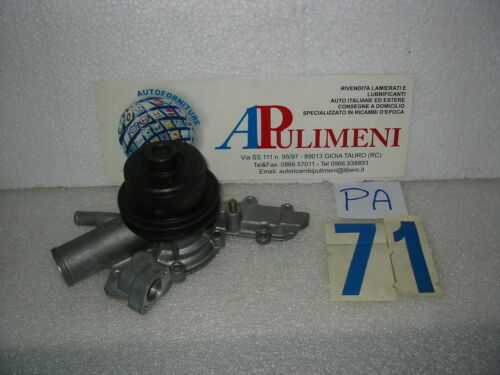 AUTOFORNITURE
APULIMENI
RIVENDITA LAMIERATI E
LUBRIFICANTI
AUTO ITALIANE ED ESTERE
CONSEGNE A DOMICILIO
SPECIALIZZATO IN RICAMBI D'EPOCA
Via SS 111 n. 95/97 - 89013 GIOIA TAURO (RC)
Tel&Fax. 0966 57011 - Tel 0966.938893
Email: autoricambipulimeni@libero.it
PA
71